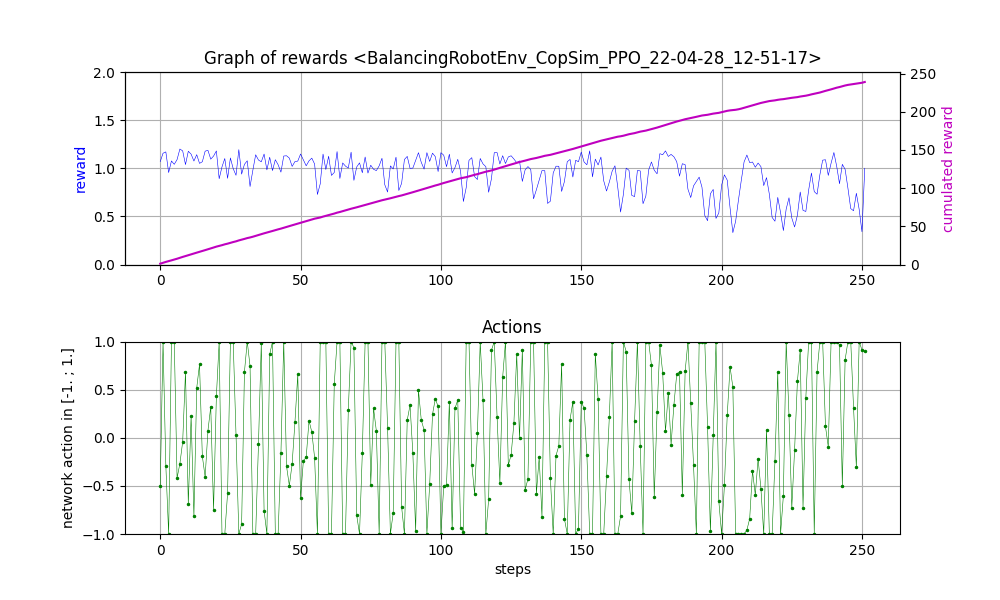 Graph of rewards <BalancingRobotEnv_CopSim_PPO_22-04-28_12-51-17>
2.0
1.5
1.0
0.5
0.0
reward
250
200
150
100
50
0
cumulated reward
0 50 100 150 200 250
Actions
1.0
0.5
0.0
−0.5
−1.0
network action in [-1. ; 1.]
0 50 100 150 200 250
steps